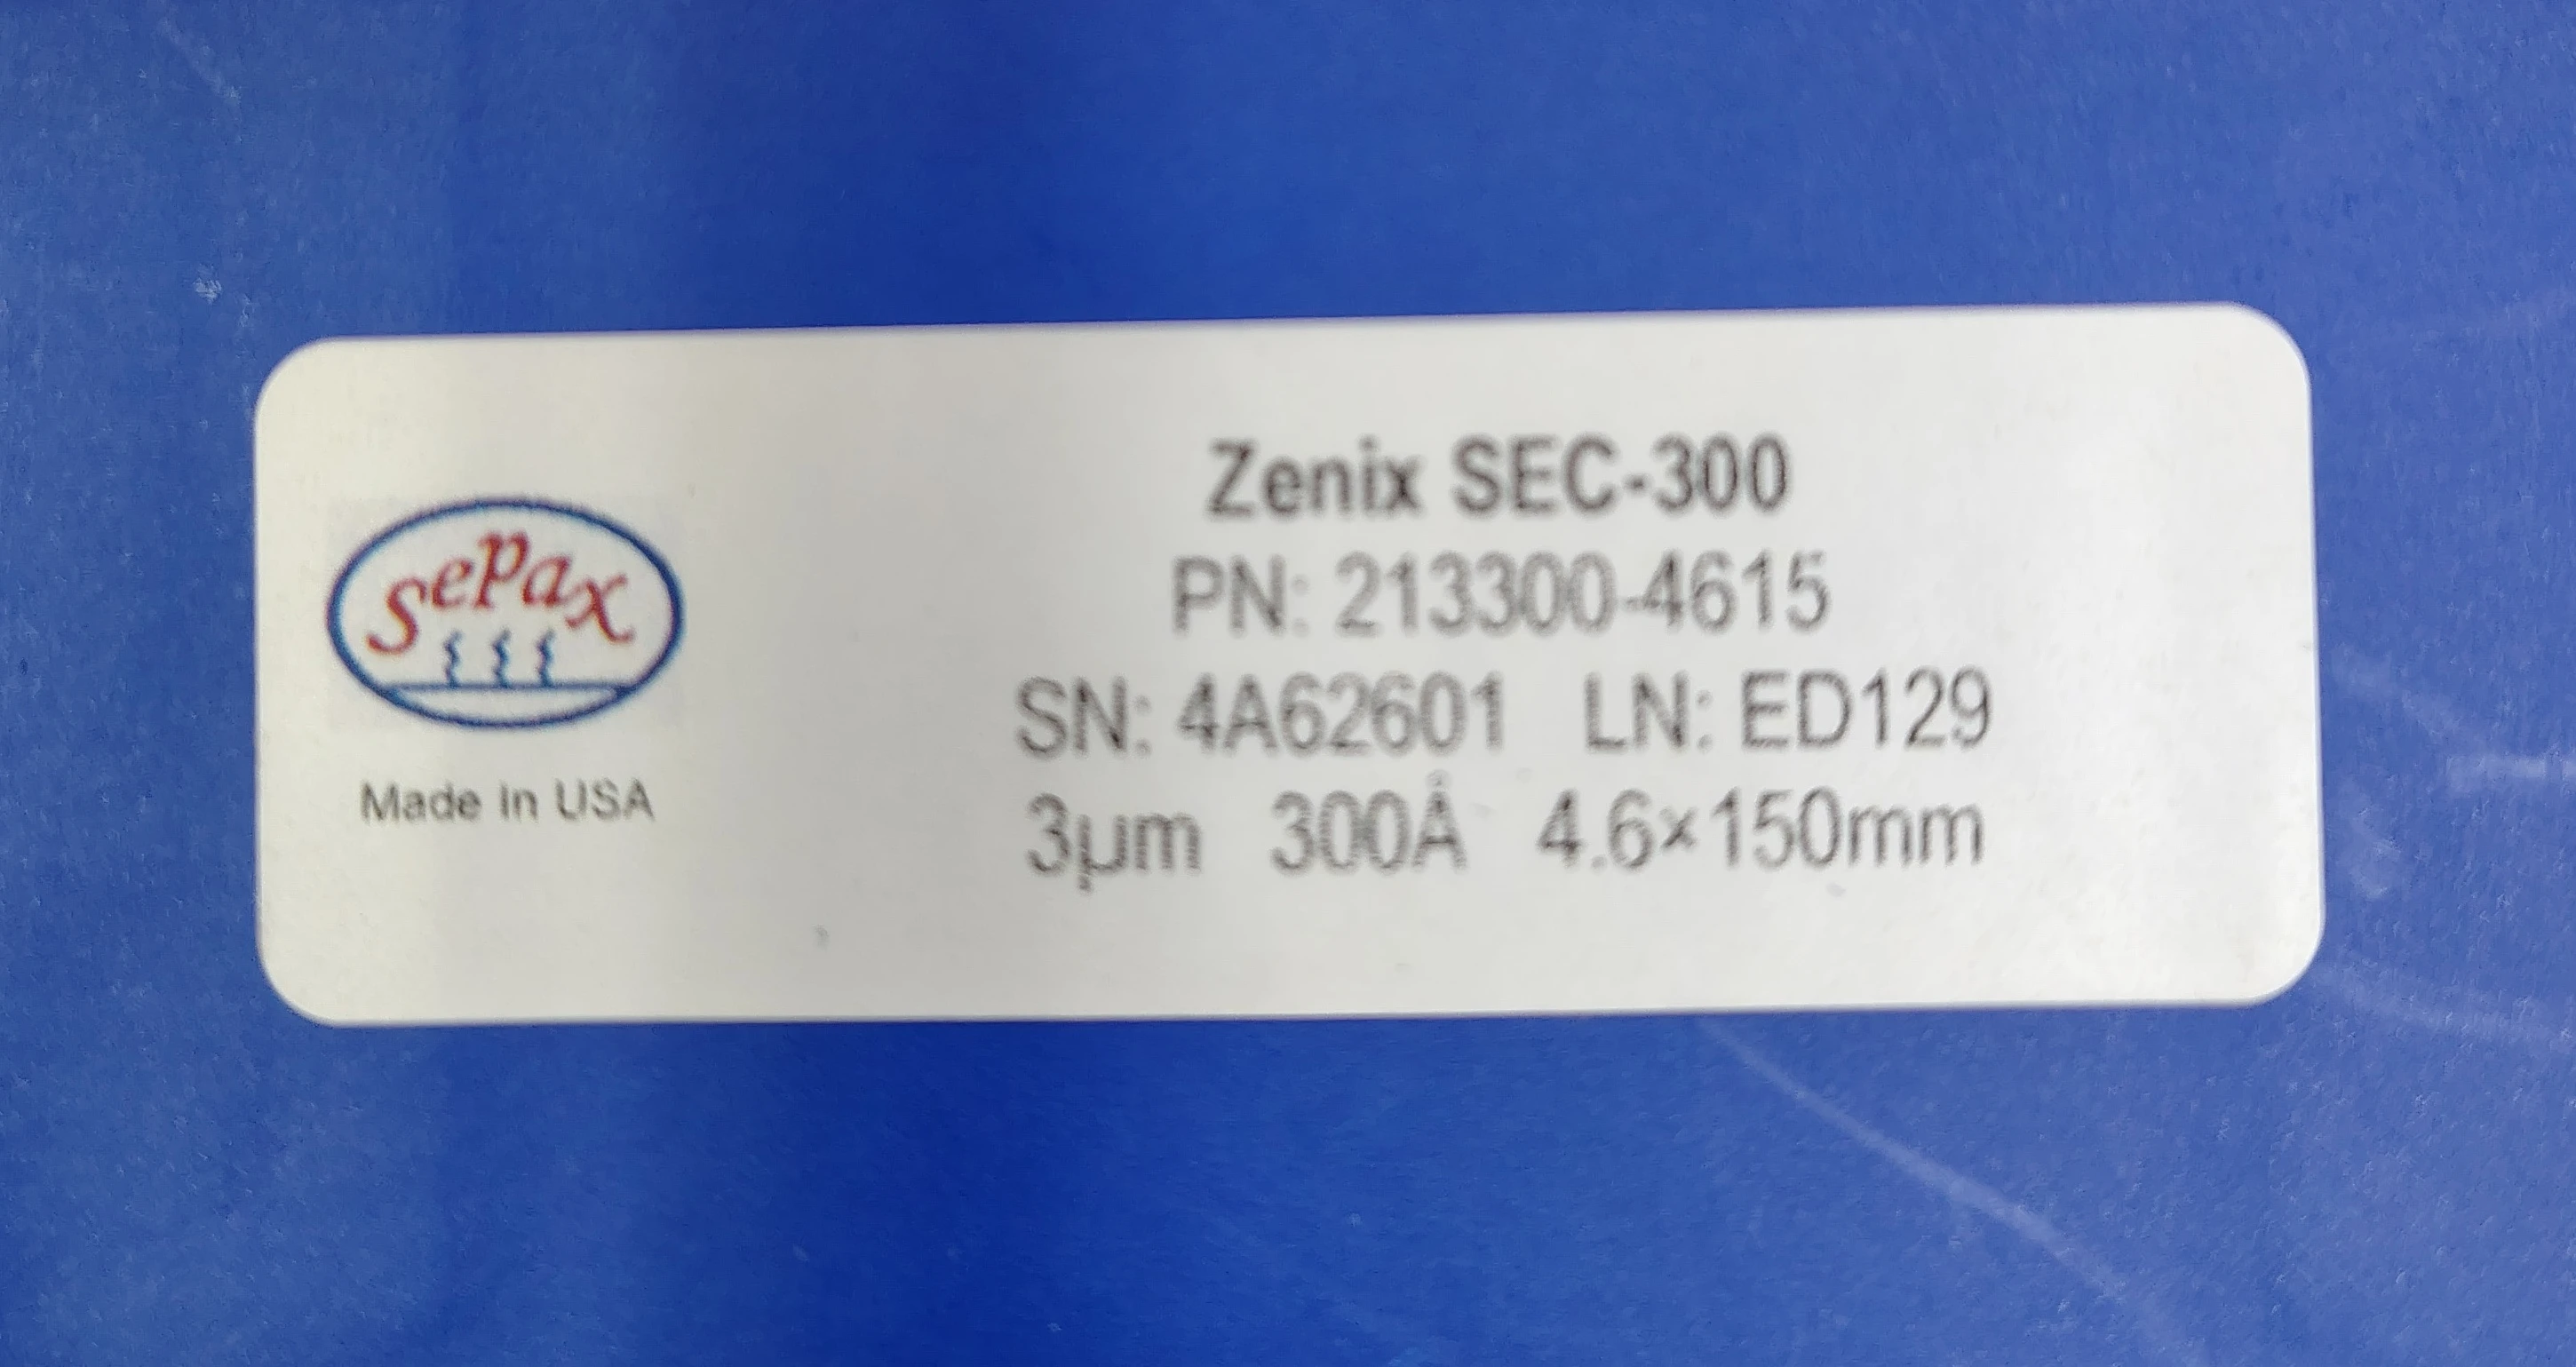 Sepax
Made in USA
Zenix SEC-300
PN: 213300-4615
SN: 4A62601 LN: ED129
3µm 300Å 4.6×150mm